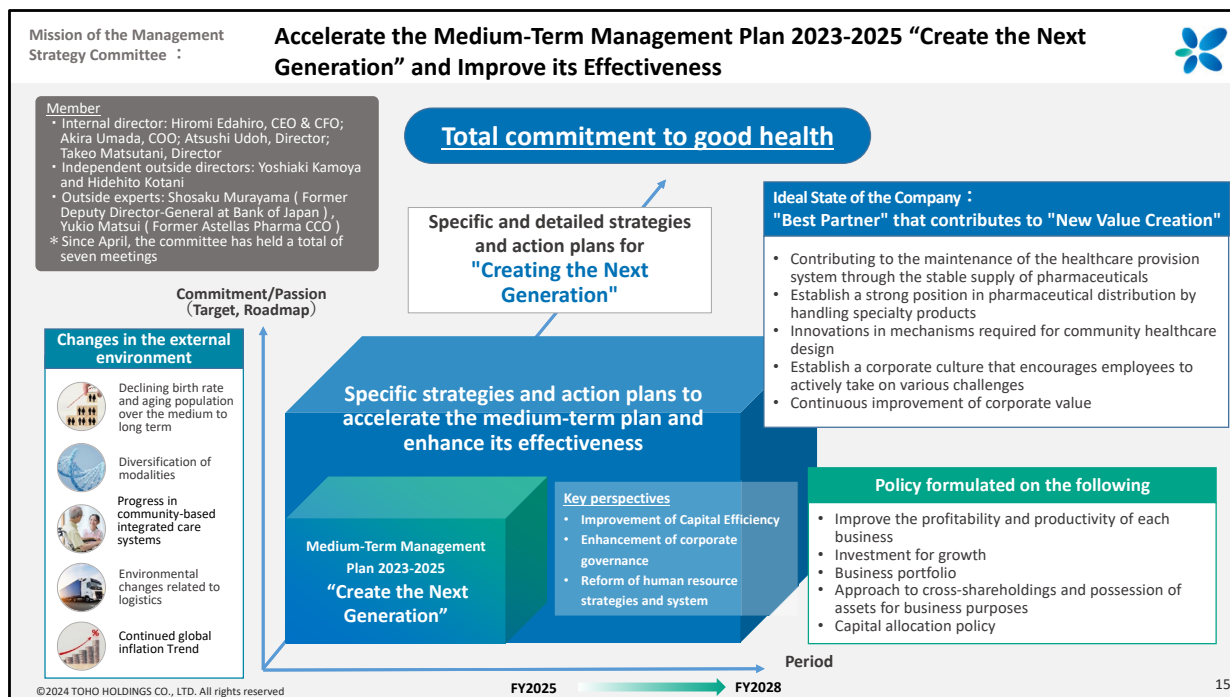 Mission of the Management
Strategy Committee ：
Accelerate the Medium-Term Management Plan 2023-2025 “Create the Next
Generation” and Improve its Effectiveness
Member
・Internal director: Hiromi Edahiro, CEO & CFO;
Akira Umada, COO; Atsushi Udoh, Director;
Takeo Matsutani, Director
・Independent outside directors: Yoshiaki Kamoya
and Hidehito Kotani
・Outside experts: Shosaku Murayama ( Former
Deputy Director-General at Bank of Japan ) ,
Yukio Matsui ( Former Astellas Pharma CCO )
＊Since April, the committee has held a total of
seven meetings
Total commitment to good health
Specific and detailed strategies
and action plans for
"Creating the Next
Generation"
Ideal State of the Company：
"Best Partner" that contributes to "New Value Creation"
• Contributing to the maintenance of the healthcare provision
system through the stable supply of pharmaceuticals
• Establish a strong position in pharmaceutical distribution by
handling specialty products
• Innovations in mechanisms required for community healthcare
design
• Establish a corporate culture that encourages employees to
actively take on various challenges
• Continuous improvement of corporate value
Commitment/Passion
（Target, Roadmap）
Changes in the external
environment
Declining birth rate
and aging population
over the medium to
long term
Diversification of
modalities
Progress in
community-based
integrated care
systems
Environmental
changes related to
logistics
%
Continued global
inflation Trend
Specific strategies and action plans to
accelerate the medium-term plan and
enhance its effectiveness
Medium-Term Management
Plan 2023-2025
“Create the Next
Generation”
Key perspectives
• Improvement of Capital Efficiency
• Enhancement of corporate
governance
• Reform of human resource
strategies and system
Policy formulated on the following
• Improve the profitability and productivity of each
business
• Investment for growth
• Business portfolio
• Approach to cross-shareholdings and possession of
assets for business purposes
• Capital allocation policy
Period
FY2025
FY2028
©2024 TOHO HOLDINGS CO., LTD. All rights reserved
15